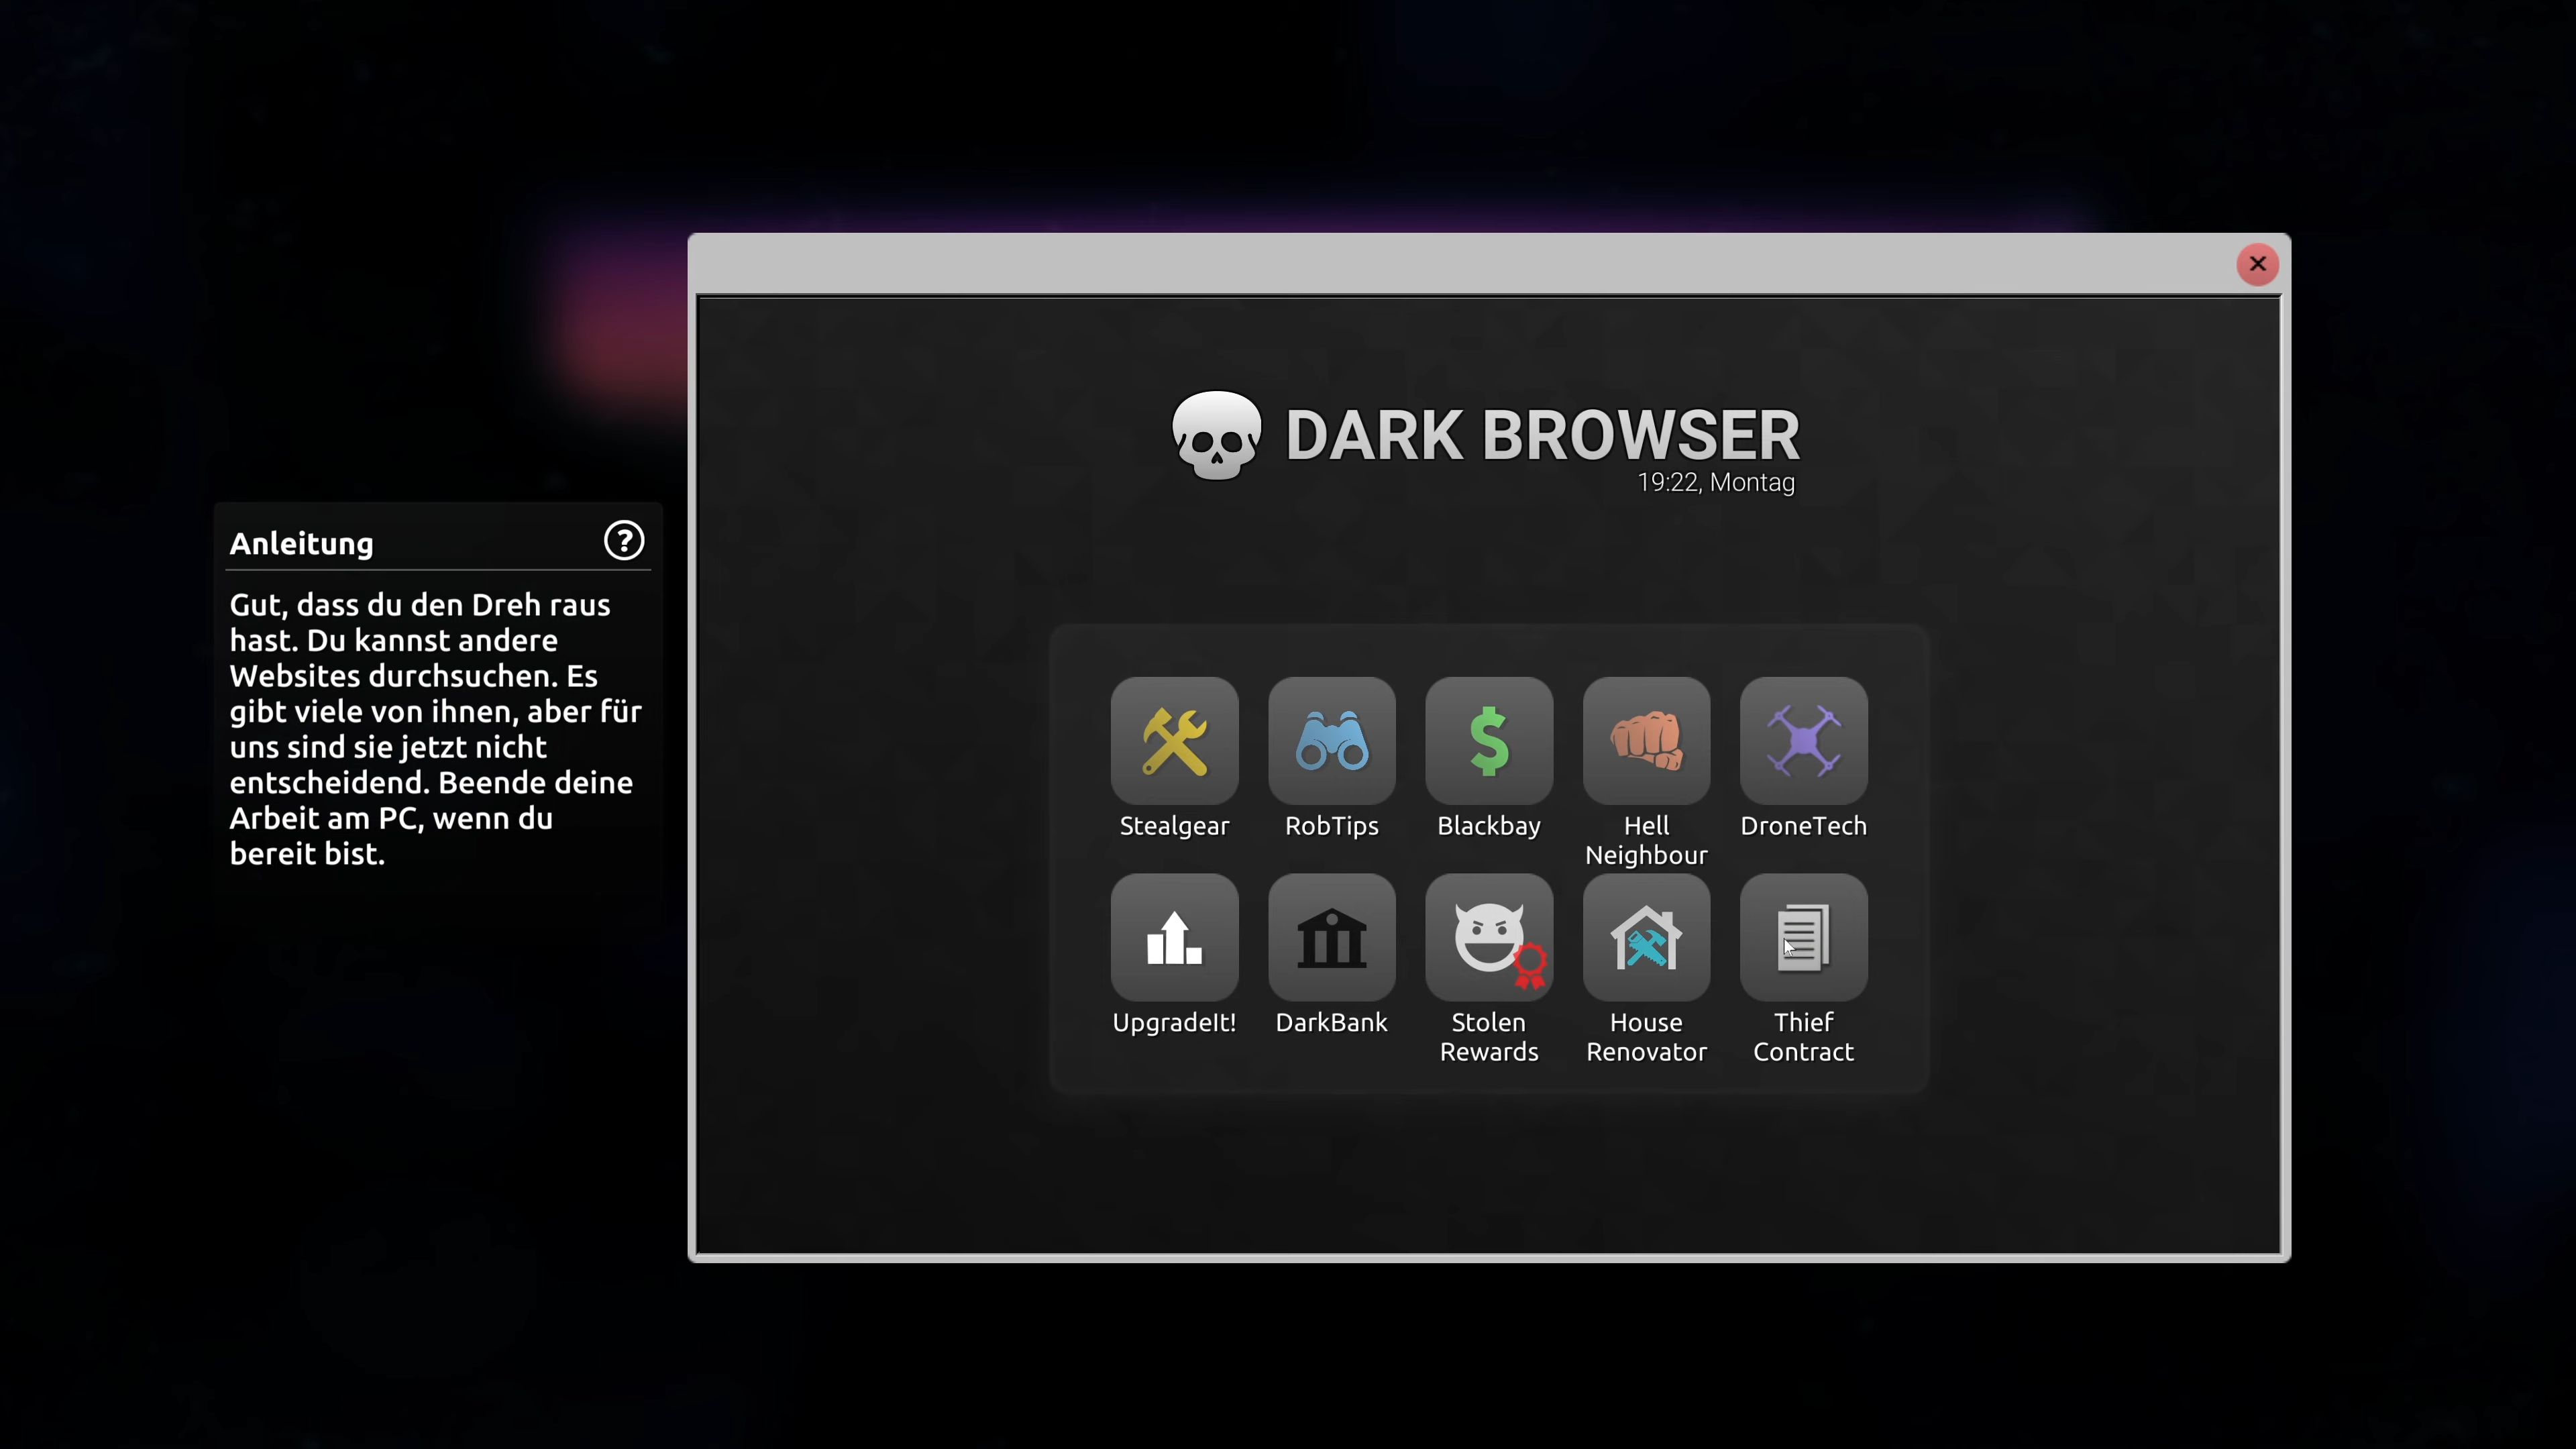 DARK BROWSER
19:22, Montag
Anleitung
?
Gut, dass du den Dreh raus
hast. Du kannst andere
Websites durchsuchen. Es
gibt viele von ihnen, aber für
uns sind sie jetzt nicht
entscheidend. Beende deine
Arbeit am PC, wenn du
bereit bist.
Stealgear
RobTips
$
Blackbay
Hell
Neighbour
DroneTech
UpgradeIt!
DarkBank
Stolen
Rewards
House
Renovator
Thief
Contract